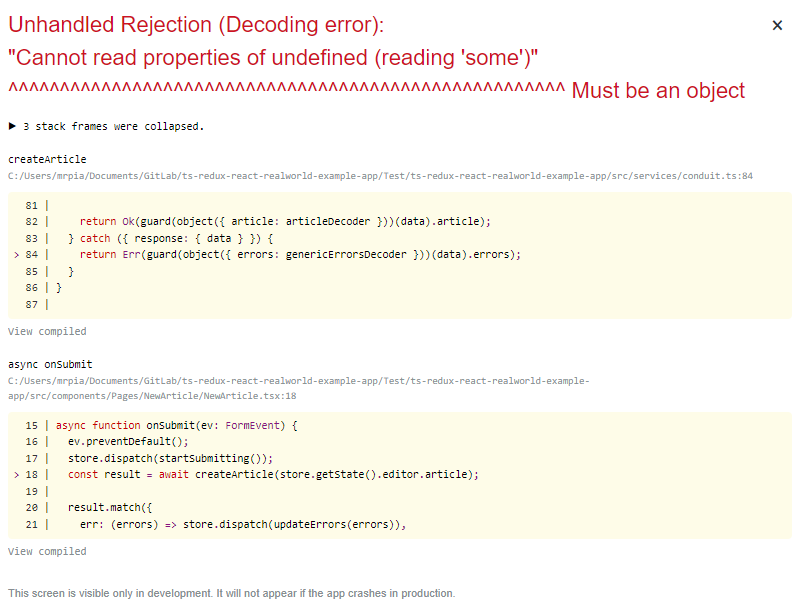 Unhandled Rejection (Decoding error):
×
"Cannot read properties of undefined (reading 'some')"
^^^^^^^^^^^^^^^^^^^^^^^^^^^^^^^^^^^^^^^^^^^^^^^^^^^^^^ Must be an object
▶ 3 stack frames were collapsed.
createArticle
C:/Users/mrpia/Documents/GitLab/ts-redux-react-realworld-example-app/Test/ts-redux-react-realworld-example-app/src/services/conduit.ts:84
81 |
82 |     return Ok(guard(object({ article: articleDecoder }))(data).article);
83 |   } catch ({ response: { data } }) {
> 84 |     return Err(guard(object({ errors: genericErrorsDecoder }))(data).errors);
85 |   }
86 | }
87 |
View compiled
async onSubmit
C:/Users/mrpia/Documents/GitLab/ts-redux-react-realworld-example-app/Test/ts-redux-react-realworld-example-
app/src/components/Pages/NewArticle/NewArticle.tsx:18
15 | async function onSubmit(ev: FormEvent) {
16 |   ev.preventDefault();
17 |   store.dispatch(startSubmitting());
> 18 |   const result = await createArticle(store.getState().editor.article);
19 |
20 |   result.match({
21 |     err: (errors) => store.dispatch(updateErrors(errors)),
View compiled
This screen is visible only in development. It will not appear if the app crashes in production.